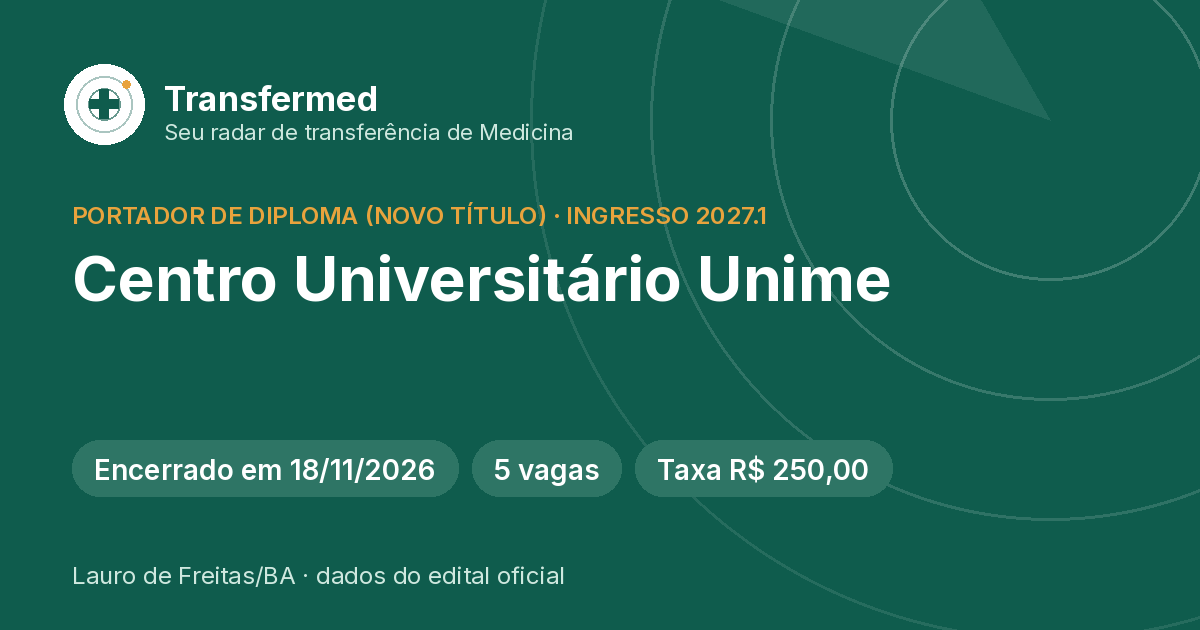 Transfermed
Seu radar de transferência de Medicina
PORTADOR DE DIPLOMA (NOVO TÍTULO) · INGRESSO 2027.1
Centro Universitário Unime
Encerrado em 18/11/2026
5 vagas
Taxa R$ 250,00
Lauro de Freitas/BA · dados do edital oficial